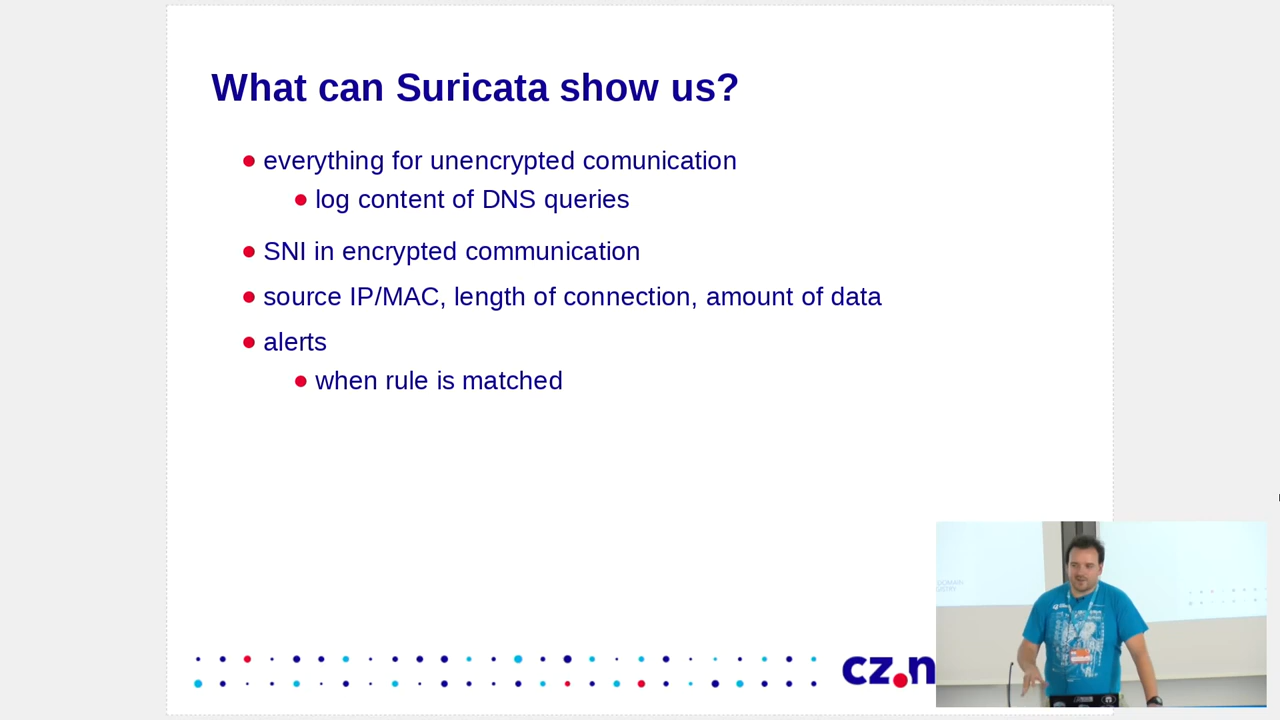 What can Suricata show us?
everything for unencrypted comunication
log content of DNS queries
SNI in encrypted communication
source IP/MAC, length of connection, amount of data
alerts
when rule is matched
cz.n